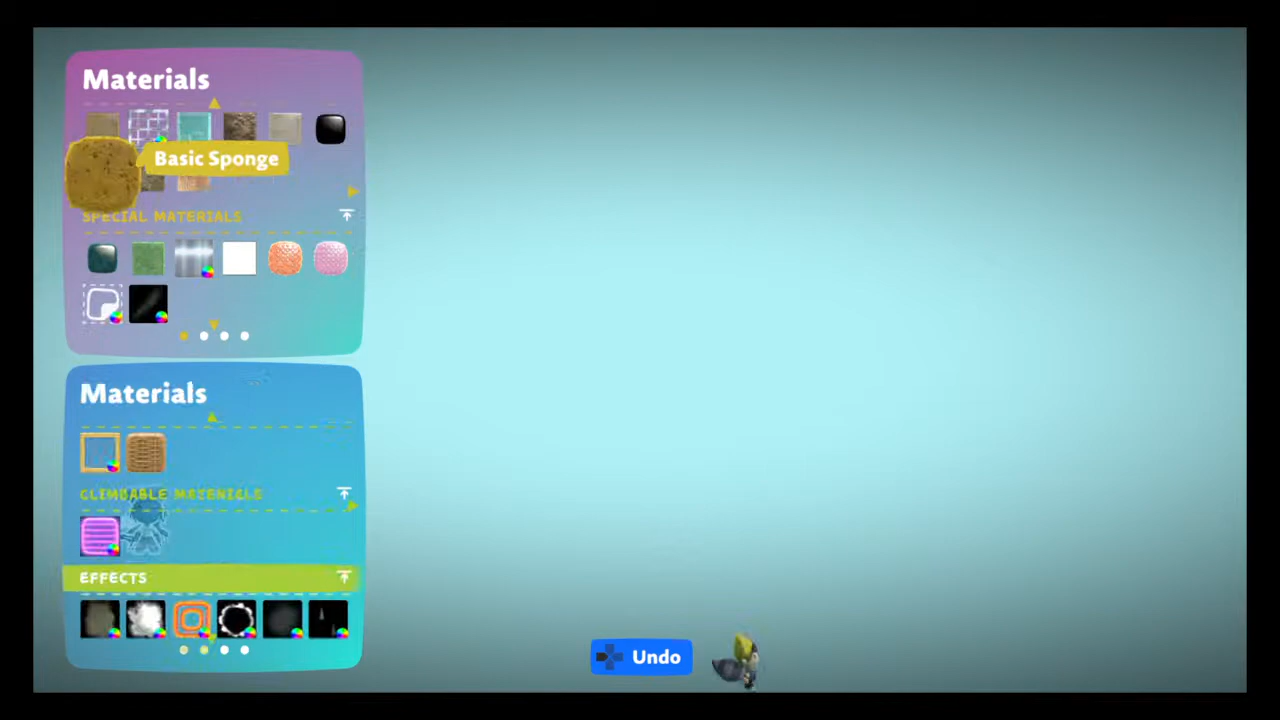 Materials
Basic Sponge
SPECIAL MATERIALS
Materials
CLIMBABLE MATERIALS
EFFECTS
Undo